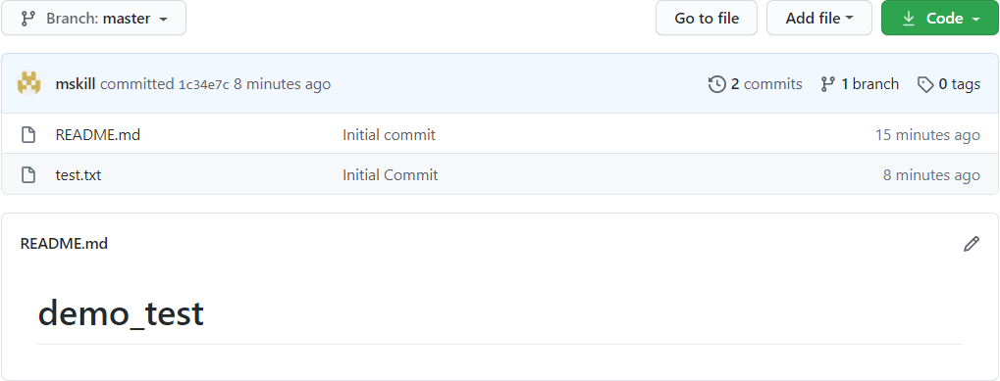 Branch: master Go to file Add file Code
mskill committed 1c34e7c 8 minutes ago 2 commits 1 branch 0 tags
README.md Initial commit 15 minutes ago
test.txt Initial Commit 8 minutes ago
README.md
demo_test